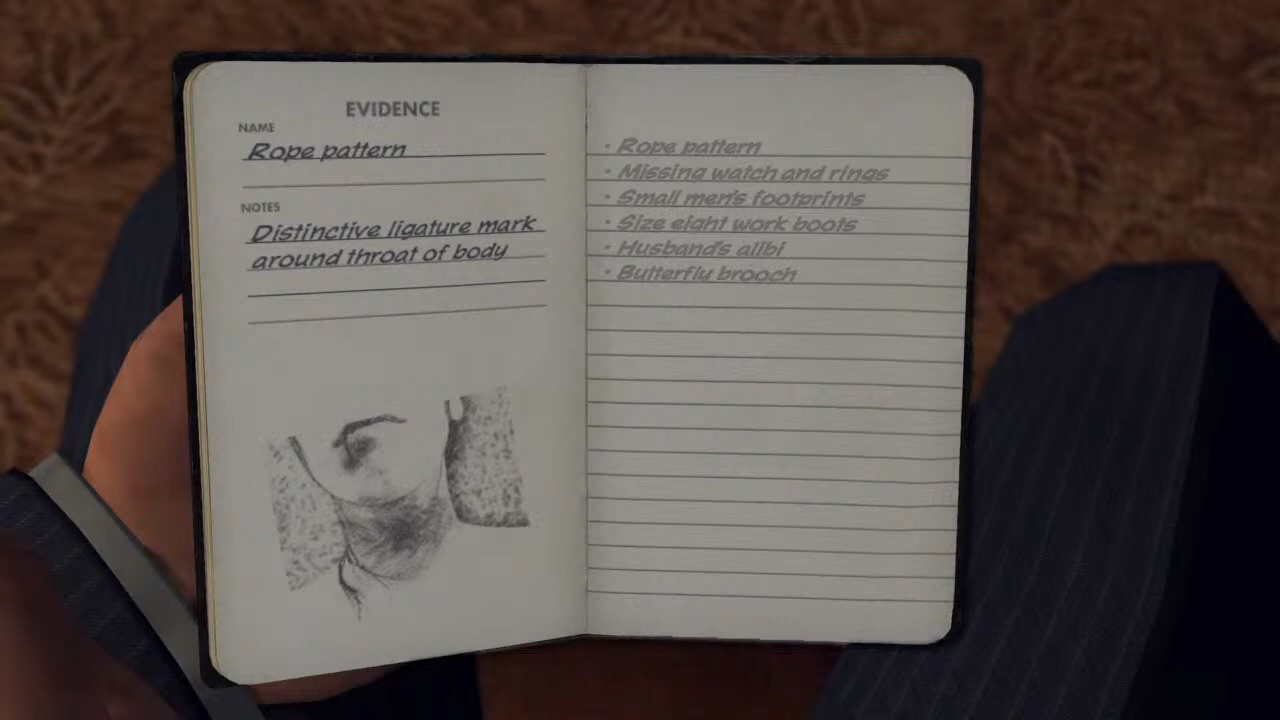 EVIDENCE
NAME
Rope pattern
NOTES
Distinctive ligature mark
around throat of body
· Rope pattern
· Missing watch and rings
· Small men's footprints
· Size eight work boots
· Husband's alibi
· Butterfly brooch